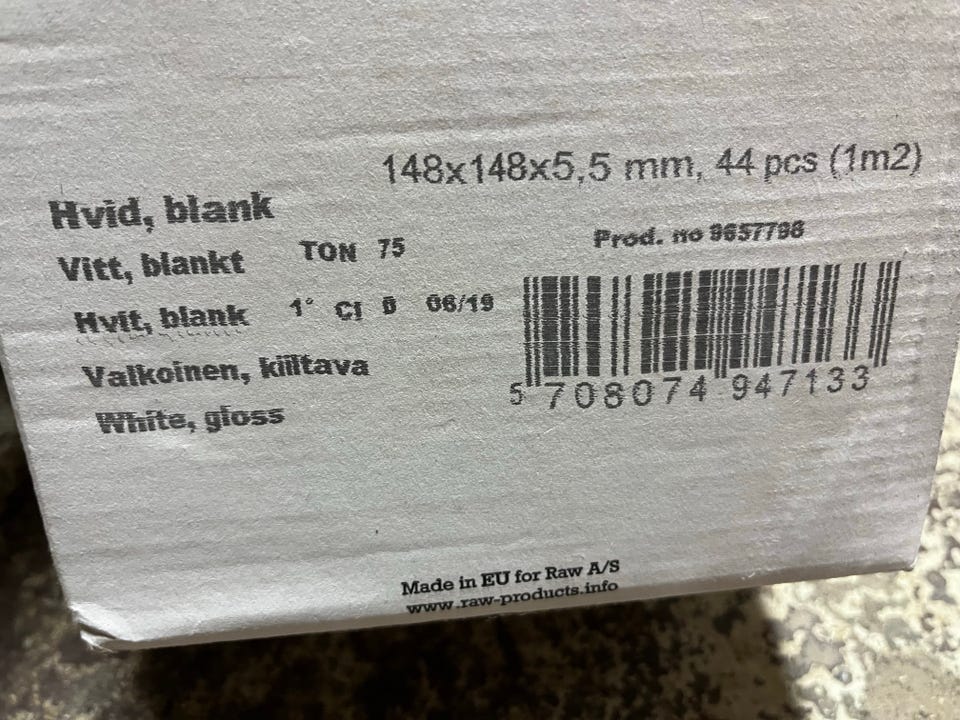 148x148x5,5 mm, 44 pcs (1m2)
Hvid, blank
Prod. no 9657798
Vitt, blankt TON 75
Hvit, blank 1° CI 06/19
Valkoinen, kiiltava
5 708074 947133
White, gloss
Made in EU for Raw A/S
www.raw-products.info